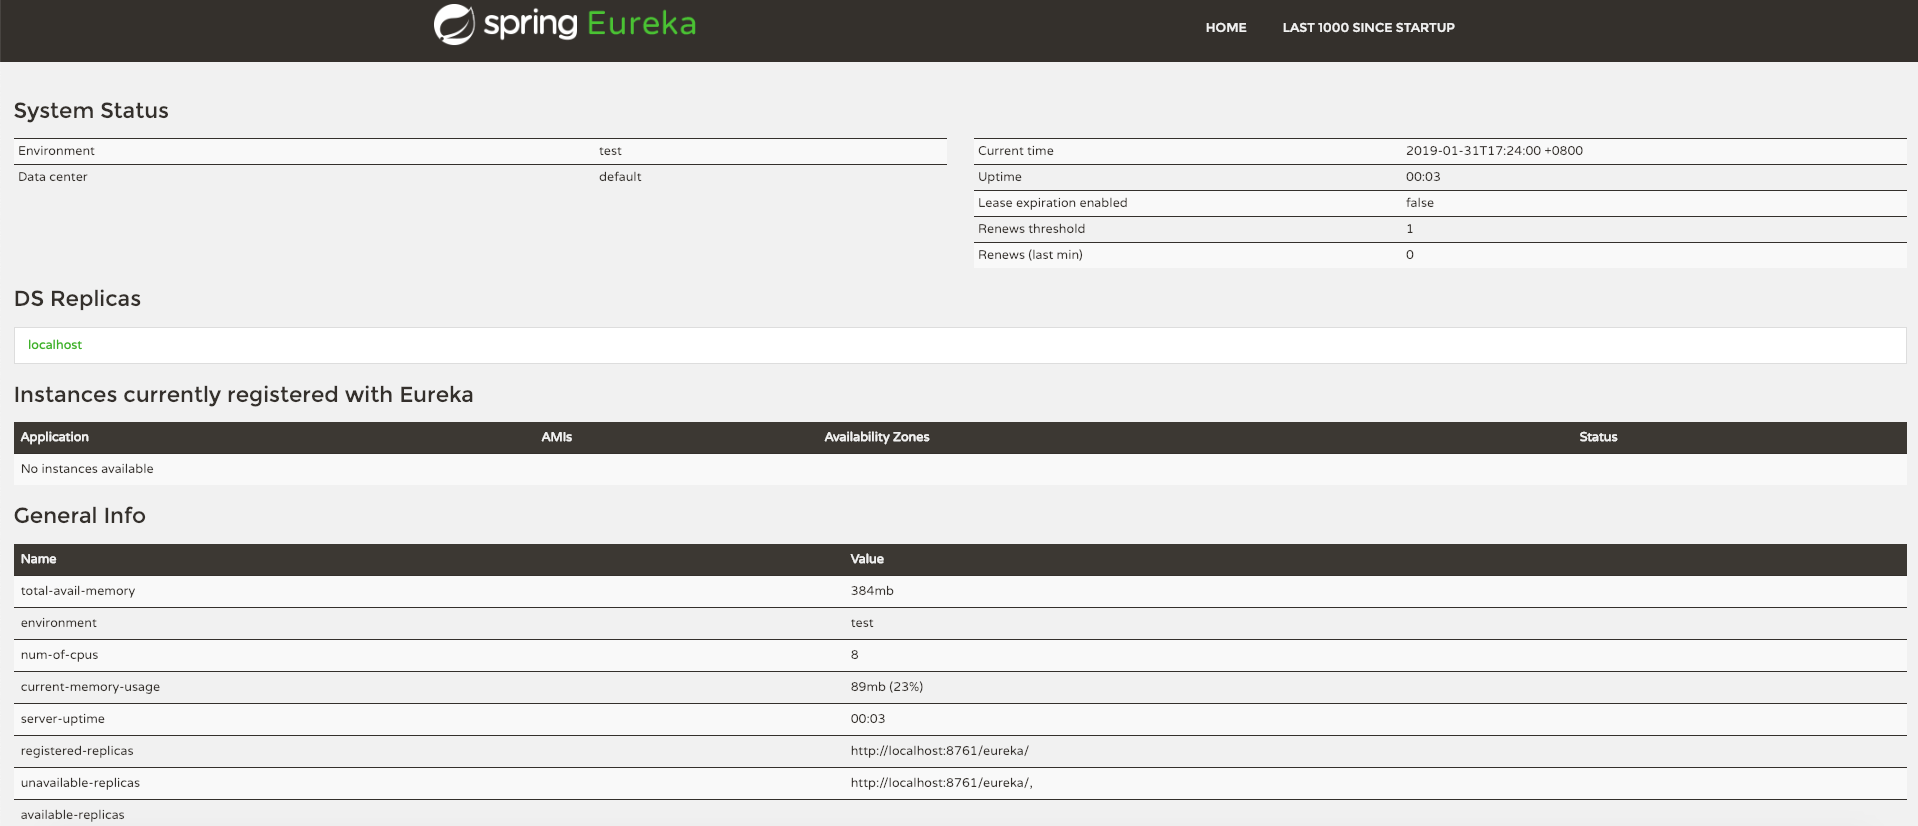 spring Eureka
HOME LAST 1000 SINCE STARTUP
System Status
Environment test
Data center default
Current time 2019-01-31T17:24:00 +0800
Uptime 00:03
Lease expiration enabled false
Renews threshold 1
Renews (last min) 0
DS Replicas
localhost
Instances currently registered with Eureka
Application AMIs Availability Zones Status
No instances available
General Info
Name Value
total-avail-memory 384mb
environment test
num-of-cpus 8
current-memory-usage 89mb (23%)
server-uptime 00:03
registered-replicas http://localhost:8761/eureka/
unavailable-replicas http://localhost:8761/eureka/,
available-replicas